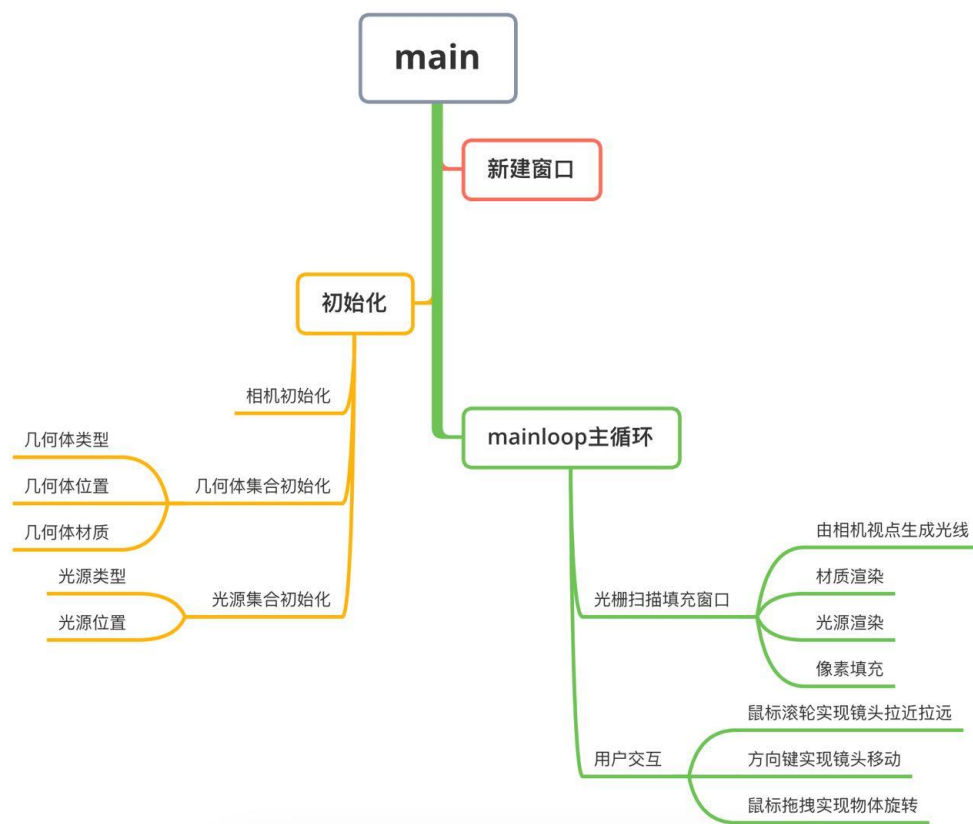 main
新建窗口
初始化
相机初始化
几何体集合初始化
几何体类型
几何体位置
几何体材质
光源集合初始化
光源类型
光源位置
mainloop主循环
光栅扫描填充窗口
由相机视点生成光线
材质渲染
光源渲染
像素填充
用户交互
鼠标滚轮实现镜头拉近拉远
方向键实现镜头移动
鼠标拖拽实现物体旋转